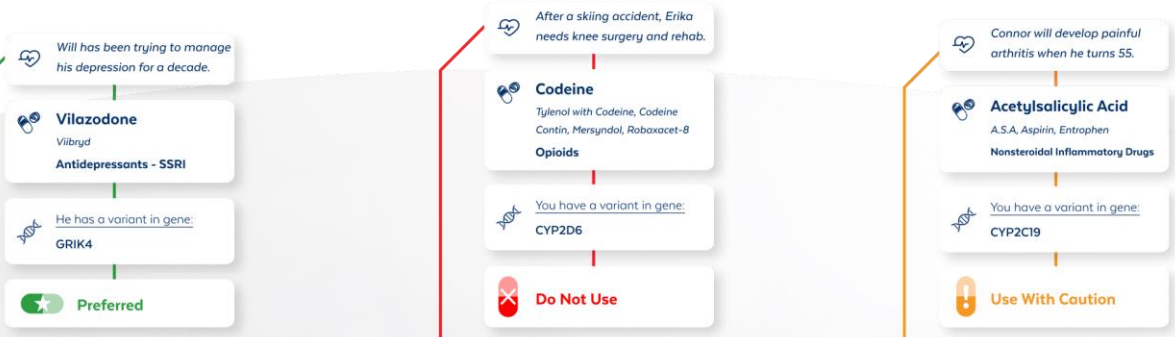 Will has been trying to manage
his depression for a decade.
Vilazodone
Viibryd
Antidepressants - SSRI
He has a variant in gene:
GRIK4
Preferred
After a skiing accident, Erika
needs knee surgery and rehab.
Codeine
Tylenol with Codeine, Codeine
Contin, Mersyndol, Robaxacet-8
Opioids
You have a variant in gene:
CYP2D6
Do Not Use
Connor will develop painful
arthritis when he turns 55.
Acetylsalicylic Acid
A.S.A, Aspirin, Entrophen
Nonsteroidal Inflammatory Drugs
You have a variant in gene:
CYP2C19
Use With Caution